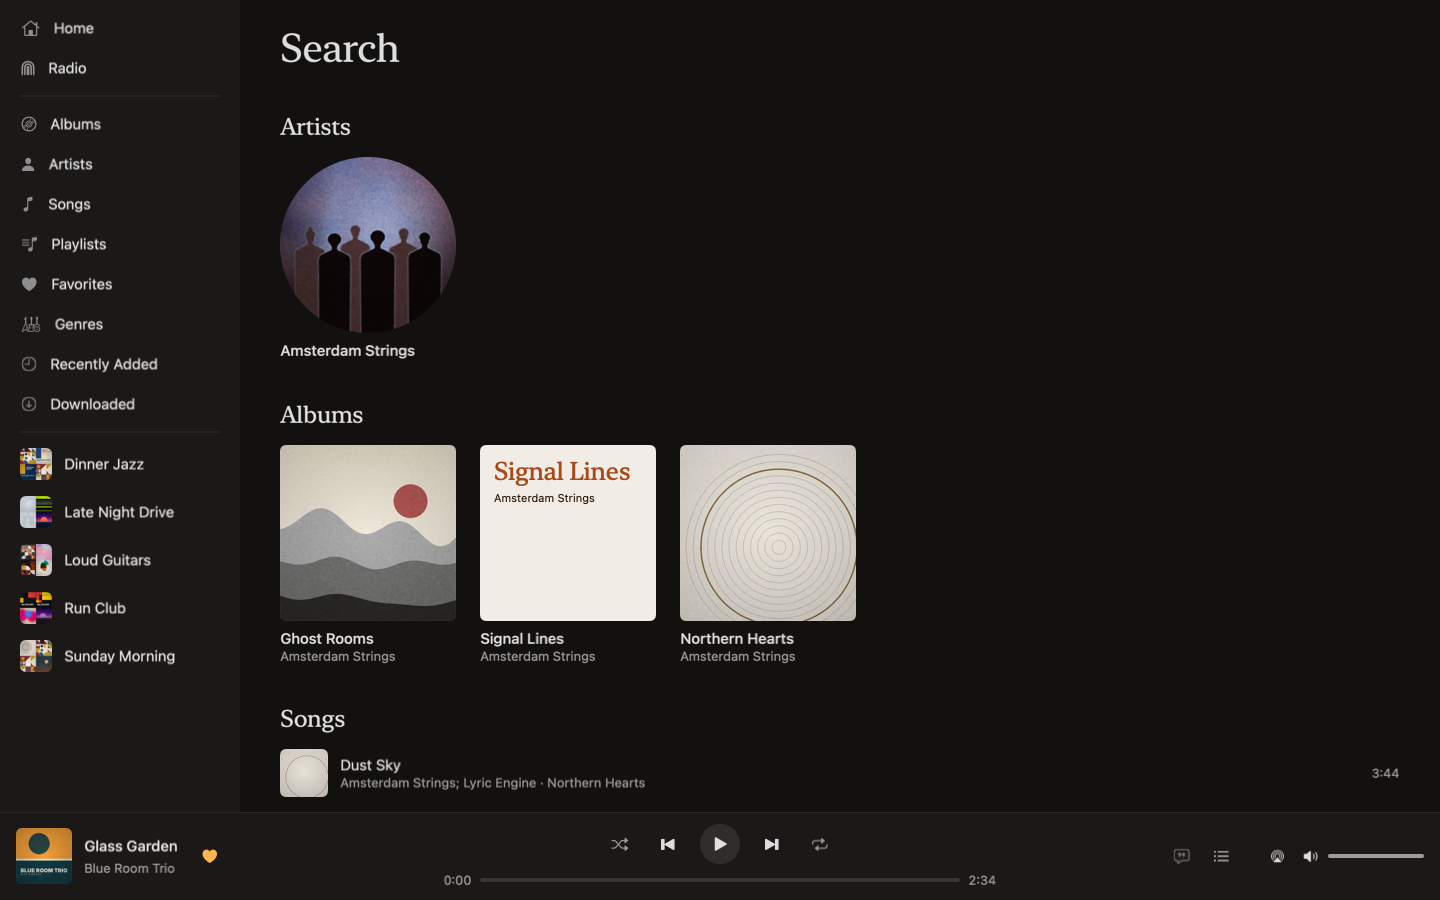 Home
Radio
Albums
Artists
Songs
Playlists
Favorites
Genres
Recently Added
Downloaded
Dinner Jazz
Late Night Drive
Loud Guitars
Run Club
Sunday Morning
Search
Artists
Amsterdam Strings
Albums
Signal Lines
Amsterdam Strings
Ghost Rooms
Amsterdam Strings
Signal Lines
Amsterdam Strings
Northern Hearts
Amsterdam Strings
Songs
Dust Sky
Amsterdam Strings; Lyric Engine · Northern Hearts
3:44
BLUE ROOM TRIO
Glass Garden
Blue Room Trio
0:00
2:34